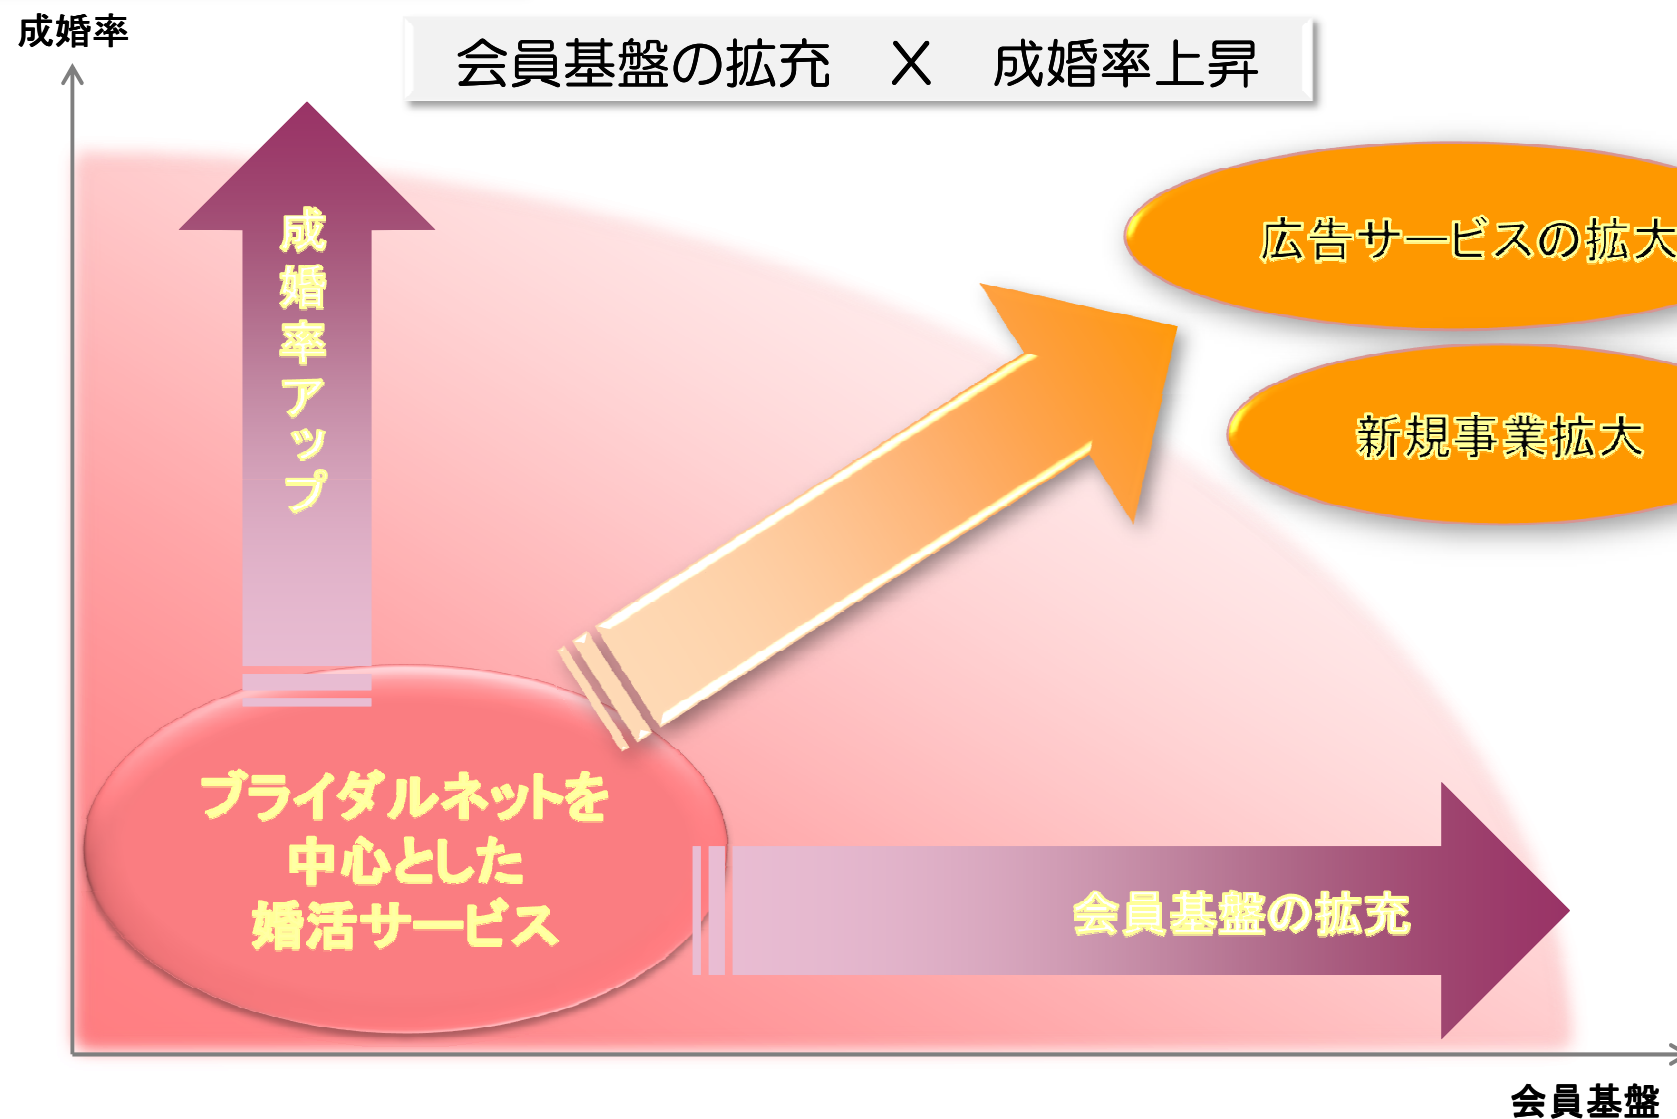 成婚率
会員基盤の拡充 X 成婚率上昇
成婚率アップ
広告サービスの拡大
新規事業拡大
ブライダルネットを
中心とした
婚活サービス
会員基盤の拡充
会員基盤